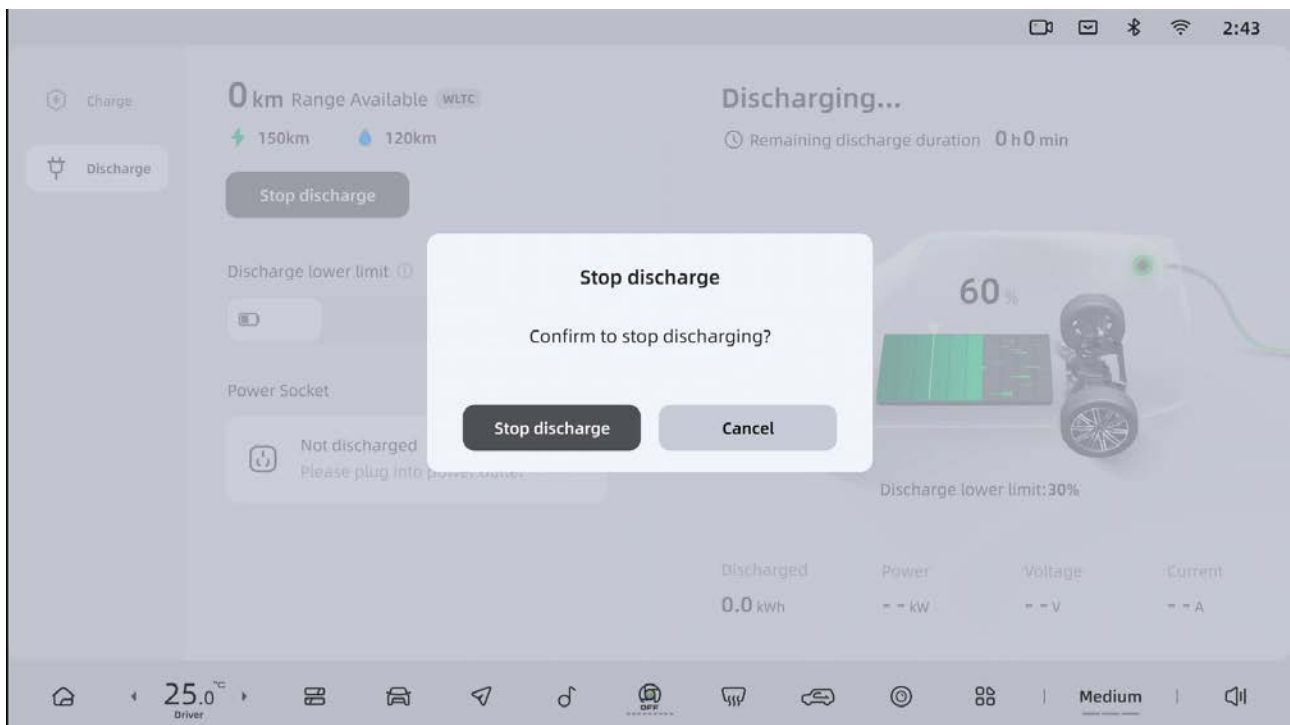 2:43
Charge
Discharge
0 km Range Available WLTC
150km 120km
Stop discharge
Discharge lower limit
Power Socket
Not discharged
Please plug into power outlet
Discharging...
Remaining discharge duration 0 h 0 min
60 %
Stop discharge
Confirm to stop discharging?
Stop discharge Cancel
Discharge lower limit:30%
Discharged Power Voltage Current
0.0 kWh - - kW - - V - - A
25.0 °C
Driver
OFF
Medium